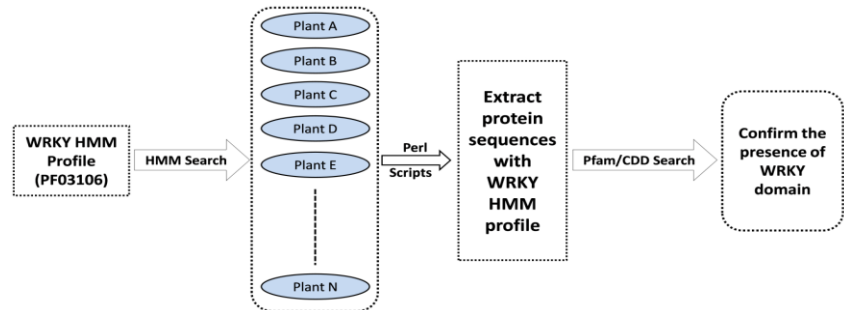 WRKY HMM
Profile
(PF03106)
HMM Search
Plant A
Plant B
Plant C
Plant D
Plant E
Plant N
Perl
Scripts
Extract
protein
sequences
with
WRKY
HMM
profile
Pfam/CDD Search
Confirm the
presence of
WRKY
domain